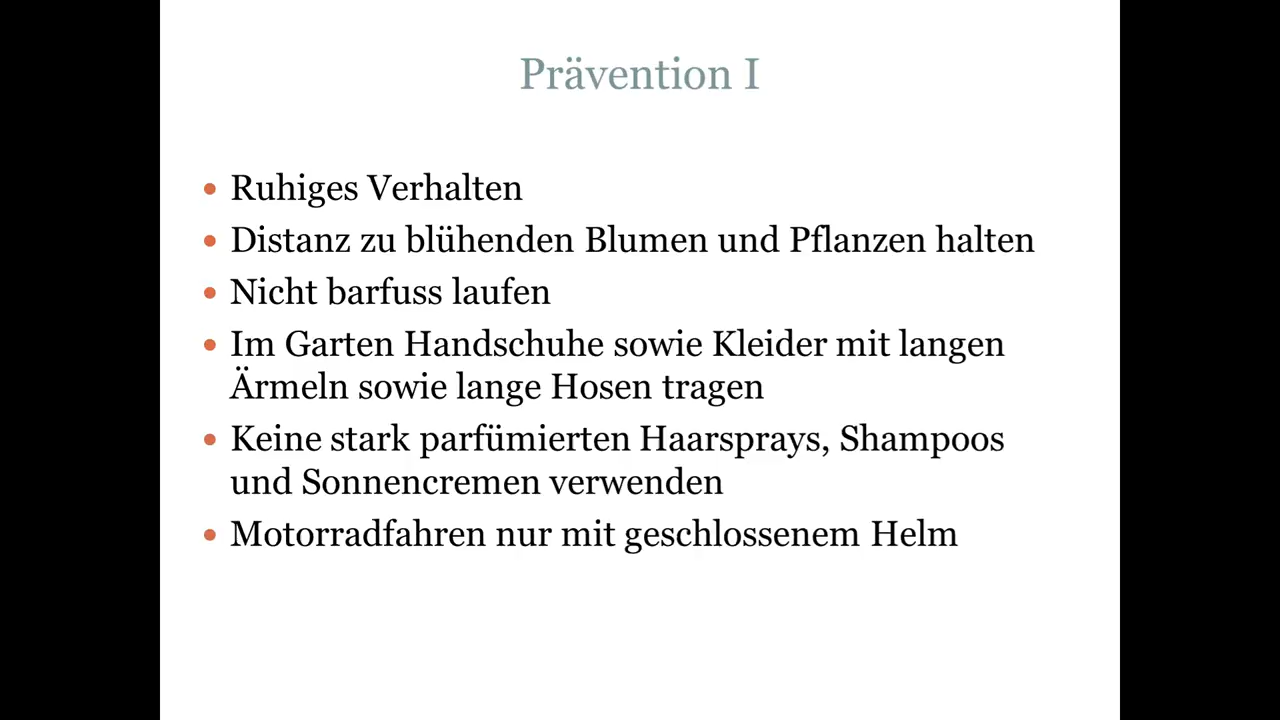 Prävention I
• Ruhiges Verhalten
• Distanz zu blühenden Blumen und Pflanzen halten
• Nicht barfuss laufen
• Im Garten Handschuhe sowie Kleider mit langen
Ärmeln sowie lange Hosen tragen
• Keine stark parfümierten Haarsprays, Shampoos
und Sonnencremen verwenden
• Motorradfahren nur mit geschlossenem Helm